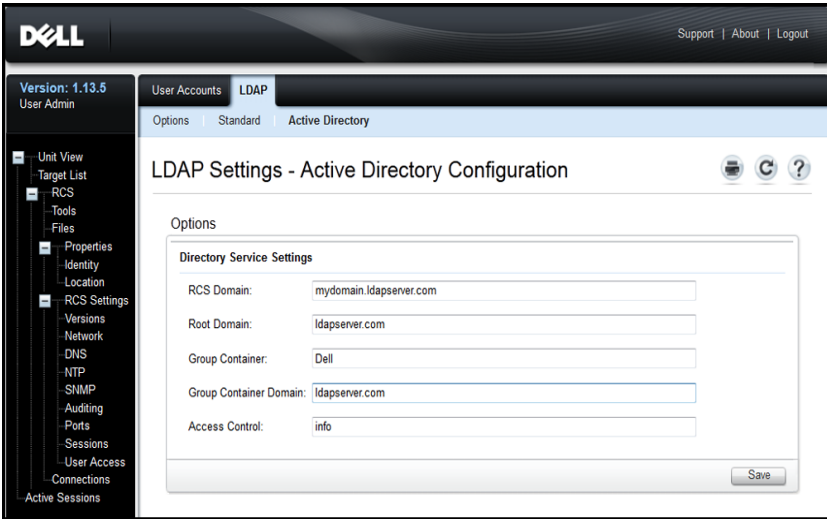 DELL
Support | About | Logout
Version: 1.13.5
User Admin
User Accounts LDAP
Options Standard Active Directory
Unit View
Target List
RCS
Tools
Files
Properties
Identity
Location
RCS Settings
Versions
Network
DNS
NTP
SNMP
Auditing
Ports
Sessions
User Access
Connections
Active Sessions
LDAP Settings - Active Directory Configuration
?
Options
Directory Service Settings
RCS Domain: mydomain.ldapserver.com
Root Domain: ldapserver.com
Group Container: Dell
Group Container Domain: ldapserver.com
Access Control: info
Save